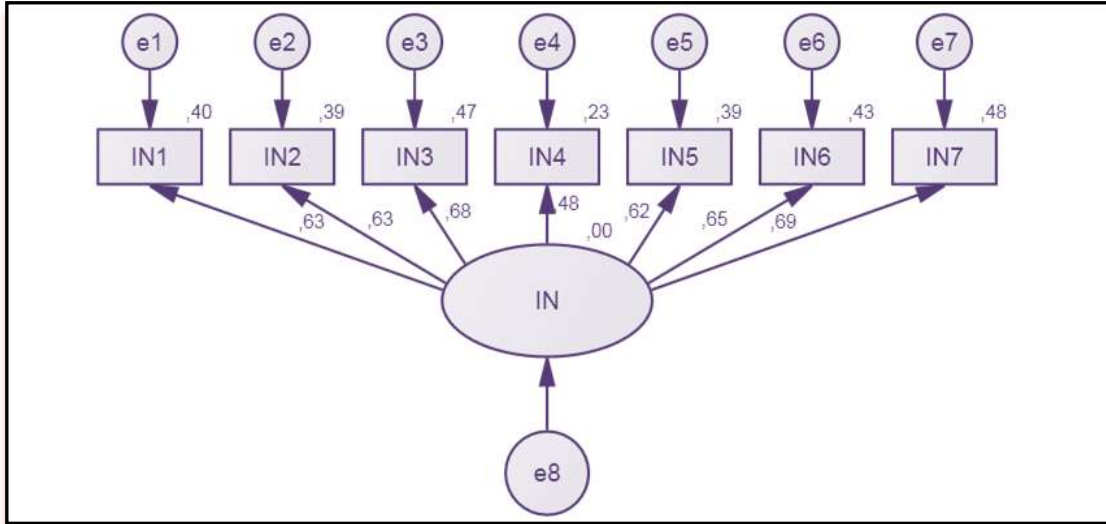 e1 e2 e3 e4 e5 e6 e7
,40 ,39 ,47 ,23 ,39 ,43 ,48
IN1 IN2 IN3 IN4 IN5 IN6 IN7
,63 ,63 ,68 ,48 ,62 ,65 ,69
,00
IN
e8